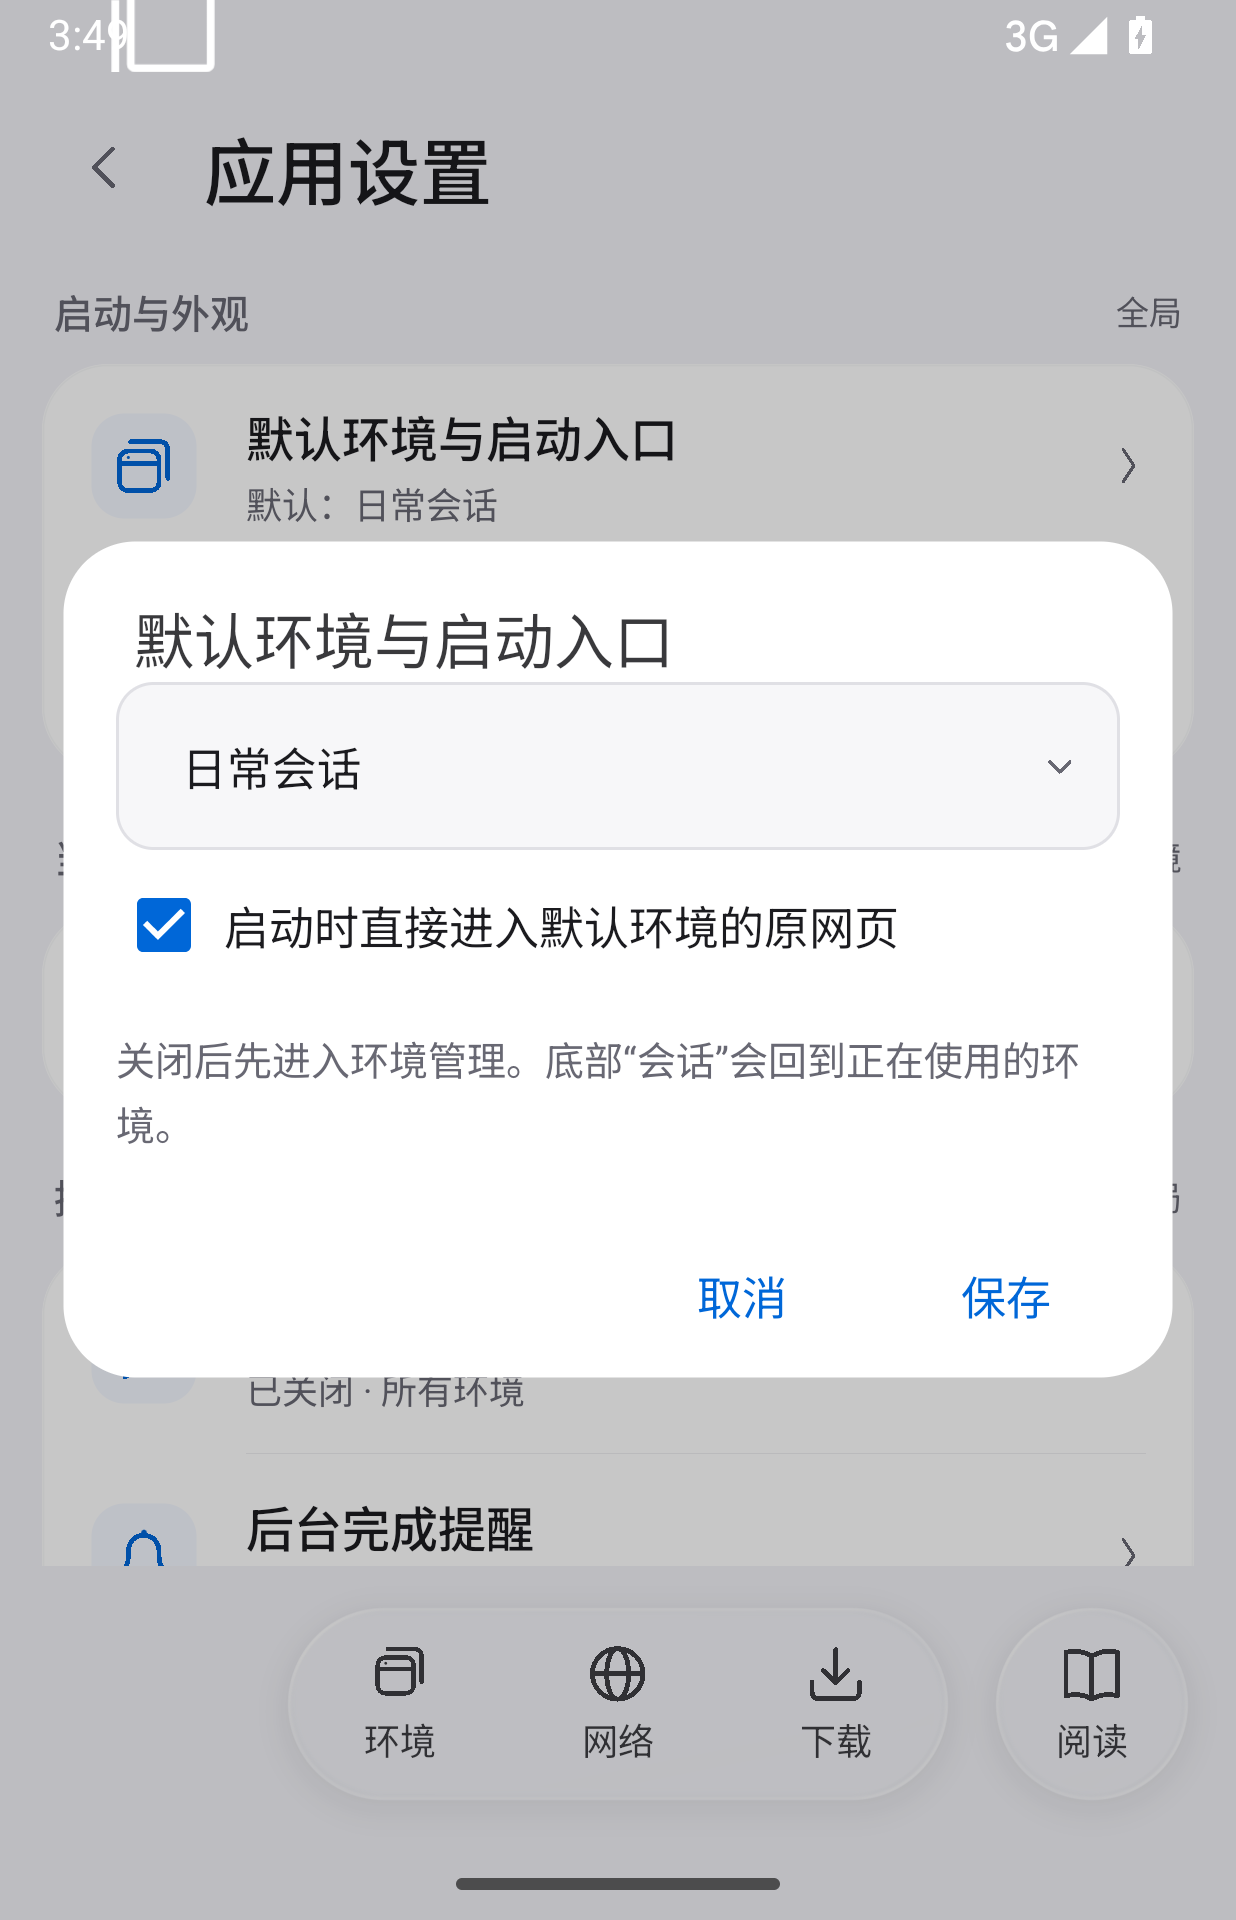 3:49
3G
应用设置
启动与外观
全局
默认环境与启动入口
默认：日常会话
默认环境与启动入口
日常会话
启动时直接进入默认环境的原网页
关闭后先进入环境管理。底部“会话”会回到正在使用的环
境。
取消
保存
已关闭 · 所有环境
后台完成提醒
环境
网络
下载
阅读